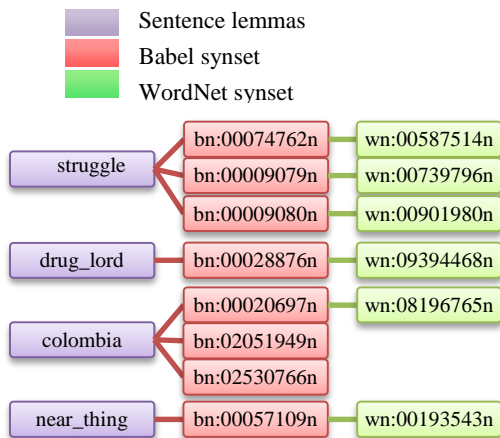 Sentence lemmas
Babel synset
WordNet synset
bn:00074762n wn:00587514n
struggle bn:00009079n wn:00739796n
bn:00009080n wn:00901980n
drug_lord bn:00028876n wn:09394468n
bn:00020697n wn:08196765n
colombia bn:02051949n
bn:02530766n
near_thing bn:00057109n wn:00193543n